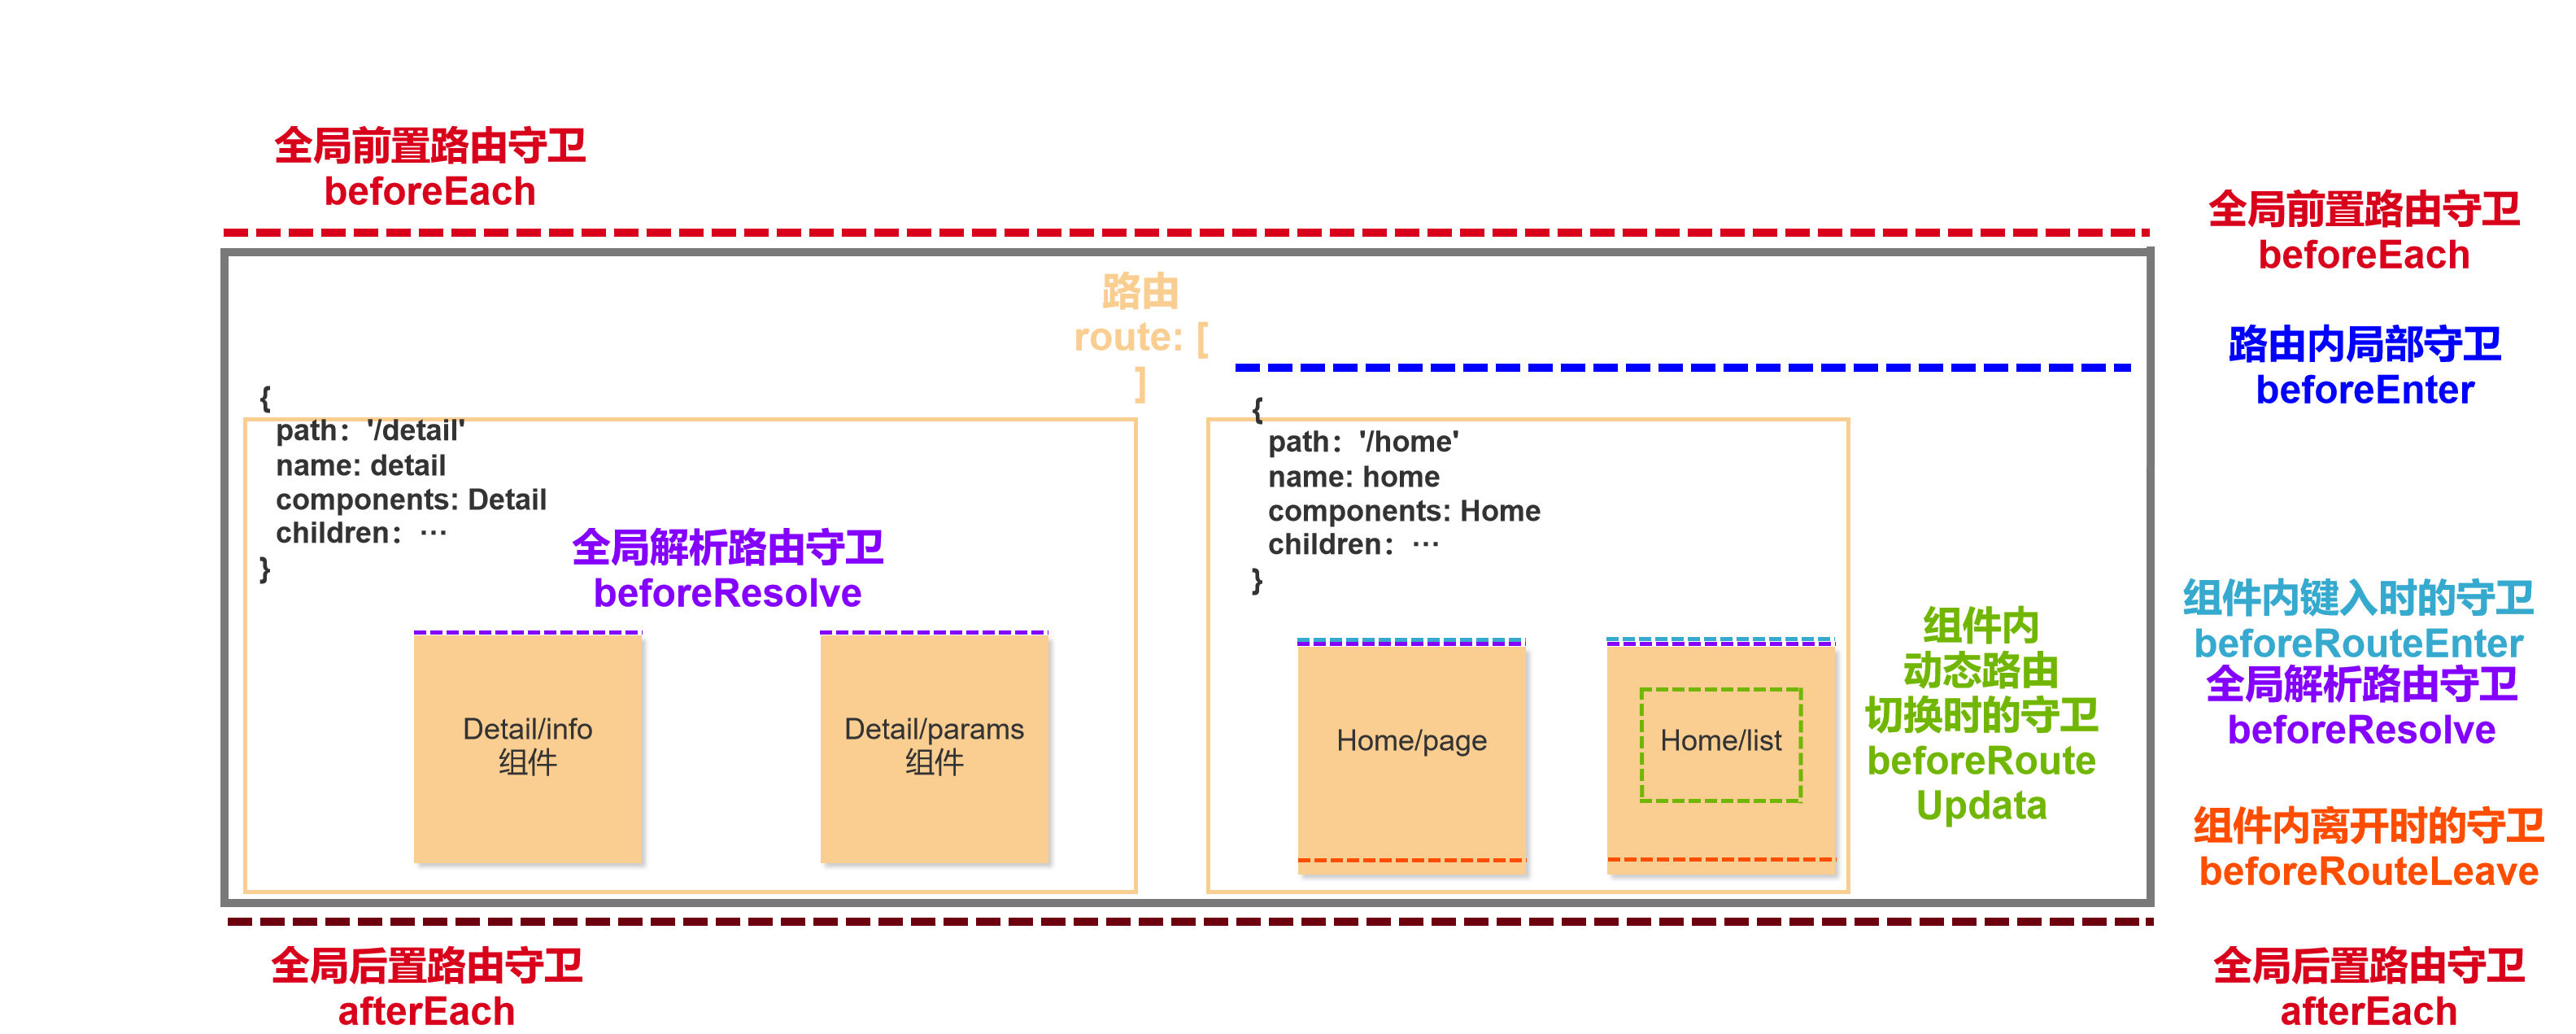 全局前置路由守卫
beforeEach
路由
route: [
]
{
path：'/detail'
name: detail
components: Detail
children：···
}
全局解析路由守卫
beforeResolve
Detail/info
组件
Detail/params
组件
{
path：'/home'
name: home
components: Home
children：···
}
Home/page
Home/list
组件内
动态路由
切换时的守卫
beforeRoute
Updata
全局前置路由守卫
beforeEach
路由内局部守卫
beforeEnter
组件内键入时的守卫
beforeRouteEnter
全局解析路由守卫
beforeResolve
组件内离开时的守卫
beforeRouteLeave
全局后置路由守卫
afterEach
全局后置路由守卫
afterEach